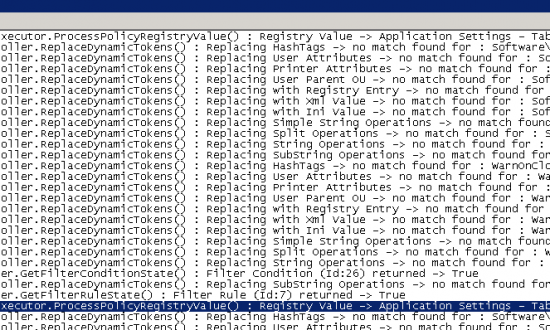 xecutor.ProcessPolicyRegistryValue() : Registry Value -> Application Settings - Tab
oller.ReplaceDynamicTokens() : Replacing HashTags -> no match found for : Software\
oller.ReplaceDynamicTokens() : Replacing User Attributes -> no match found for : So
oller.ReplaceDynamicTokens() : Replacing Printer Attributes -> no match found for :
oller.ReplaceDynamicTokens() : Replacing User Parent OU -> no match found for : Sof
oller.ReplaceDynamicTokens() : Replacing with Registry Entry -> no match found for
oller.ReplaceDynamicTokens() : Replacing with Xml Value -> no match found for : Sof
oller.ReplaceDynamicTokens() : Replacing with Ini Value -> no match found for : Sof
oller.ReplaceDynamicTokens() : Replacing Simple String Operations -> no match found
oller.ReplaceDynamicTokens() : Replacing Split Operations -> no match found for : S
oller.ReplaceDynamicTokens() : Replacing String Operations -> no match found for :
oller.ReplaceDynamicTokens() : Replacing SubString Operations -> no match found for
oller.ReplaceDynamicTokens() : Replacing HashTags -> no match found for : WarnOnClo
oller.ReplaceDynamicTokens() : Replacing User Attributes -> no match found for : Wa
oller.ReplaceDynamicTokens() : Replacing Printer Attributes -> no match found for :
oller.ReplaceDynamicTokens() : Replacing User Parent OU -> no match found for : War
oller.ReplaceDynamicTokens() : Replacing with Registry Entry -> no match found for
oller.ReplaceDynamicTokens() : Replacing with Xml Value -> no match found for : War
oller.ReplaceDynamicTokens() : Replacing with Ini Value -> no match found for : War
oller.ReplaceDynamicTokens() : Replacing Simple String Operations -> no match found
oller.ReplaceDynamicTokens() : Replacing Split Operations -> no match found for : W
oller.ReplaceDynamicTokens() : Replacing String Operations -> no match found for :
er.GetFilterConditionState() : Filter Condition (Id:26) returned -> True
oller.ReplaceDynamicTokens() : Replacing SubString Operations -> no match found for
er.GetFilterRuleState() : Filter Rule (Id:7) returned -> True
xecutor.ProcessPolicyRegistryValue() : Registry Value -> Application Settings - Tab
oller.ReplaceDynamicTokens() : Replacing HashTags -> no match found for : Software\
oller.ReplaceDynamicTokens() : Replacing User Attributes -> no match found for : So